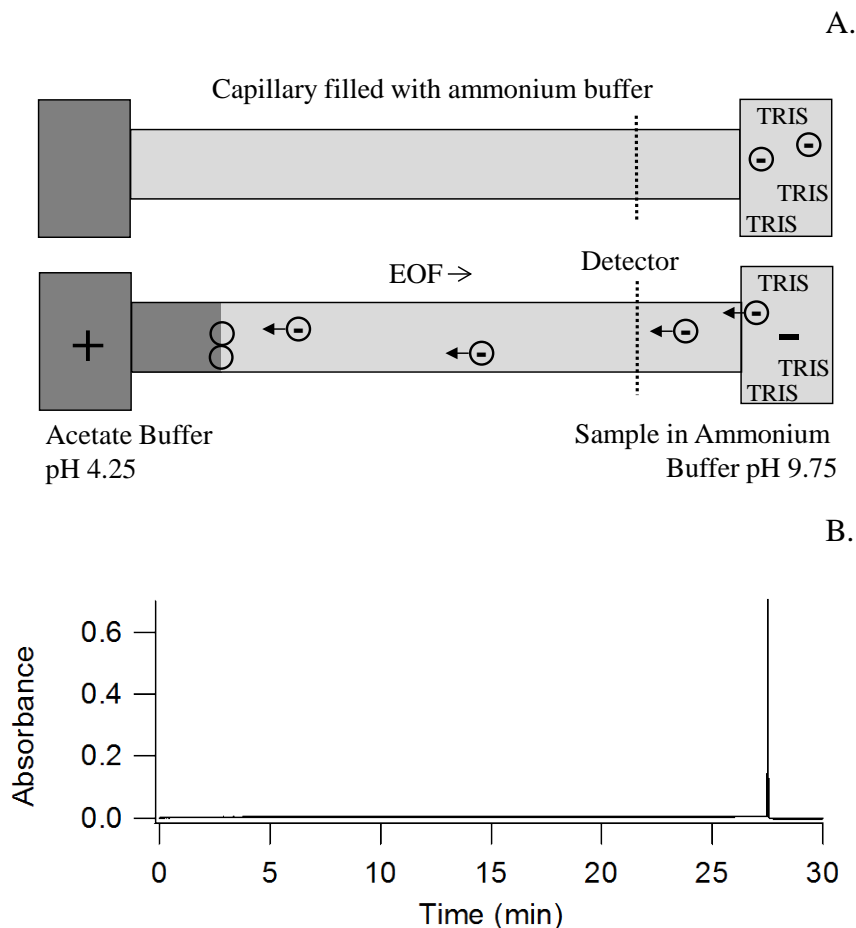 A.
Capillary filled with ammonium buffer
TRIS
-
-
TRIS
TRIS
EOF →
Detector
TRIS
+
-
-
-
-
-
TRIS
TRIS
Acetate Buffer
pH 4.25
Sample in Ammonium
Buffer pH 9.75
B.
Absorbance
0.6
0.4
0.2
0.0
0 5 10 15 20 25 30
Time (min)